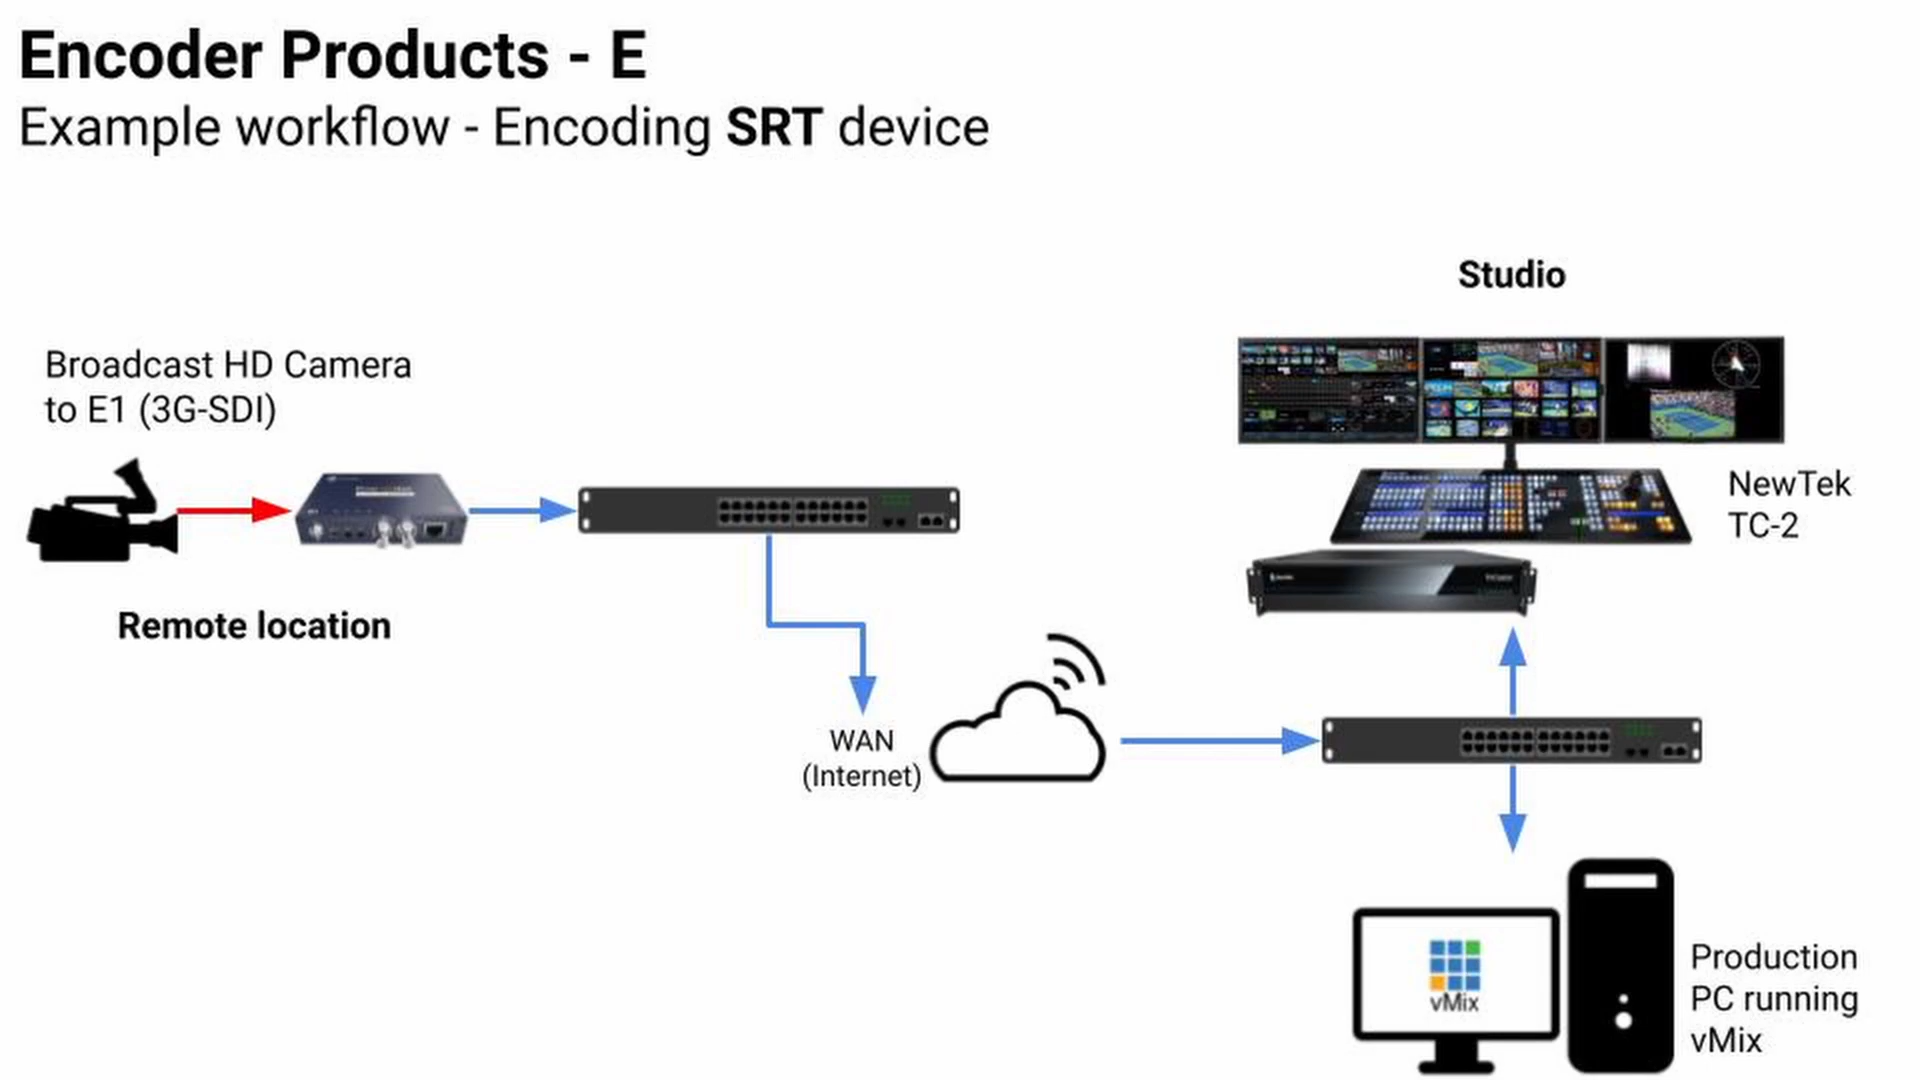 Encoder Products - E
Example workflow - Encoding SRT device
Studio
Broadcast HD Camera
to E1 (3G-SDI)
NewTek
TC-2
Remote location
WAN
(Internet)
vMix
Production
PC running
vMix